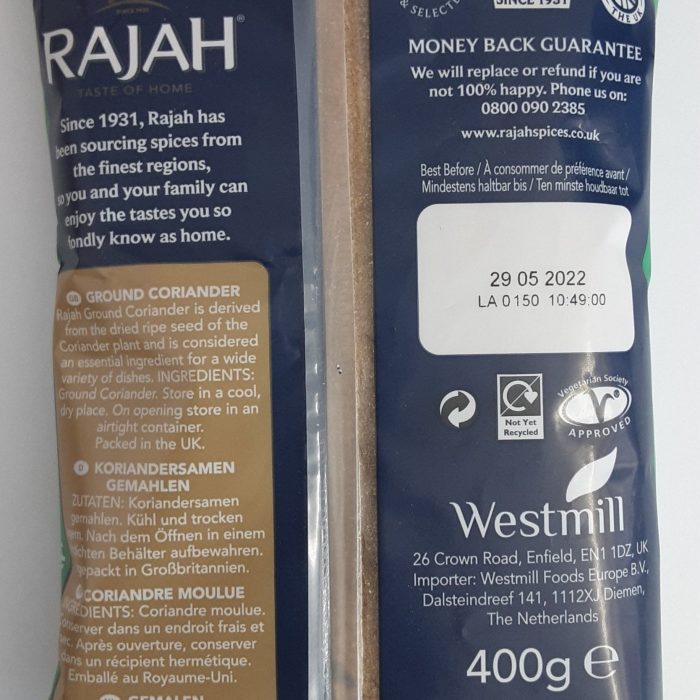 SINCE 1931
RAJAH®
TASTE OF HOME
Since 1931, Rajah has
been sourcing spices from
the finest regions,
so you and your family can
enjoy the tastes you so
fondly know as home.
GB GROUND CORIANDER
Rajah Ground Coriander is derived
from the dried ripe seed of the
Coriander plant and is considered
an essential ingredient for a wide
variety of dishes. INGREDIENTS:
Ground Coriander. Store in a cool,
dry place. On opening store in an
airtight container.
Packed in the UK.
D KORIANDERSAMEN
GEMAHLEN
ZUTATEN: Koriandersamen
gemahlen. Kühl und trocken
Nach dem Öffnen in einem
dichten Behälter aufbewahren.
gepackt in Großbritannien.
CORIANDRE MOULUE
INGRÉDIENTS: Coriandre moulue.
Conserver dans un endroit frais et
sec. Après ouverture, conserver
dans un récipient hermétique.
Emballé au Royaume-Uni.
GEMALEN
& SELECTED
SINCE 1931
THE UK
MONEY BACK GUARANTEE
We will replace or refund if you are
not 100% happy. Phone us on:
0800 090 2385
www.rajahspices.co.uk
Best Before / À consommer de préférence avant /
Mindestens haltbar bis / Ten minste houdbaar tot
29 05 2022
LA 0150 10:49:00
Not Yet
Recycled
Vegetarian Society
APPROVED
Westmill
26 Crown Road, Enfield, EN1 1DZ, UK
Importer: Westmill Foods Europe B.V.,
Dalsteindreef 141, 1112XJ Diemen,
The Netherlands
400g ℮